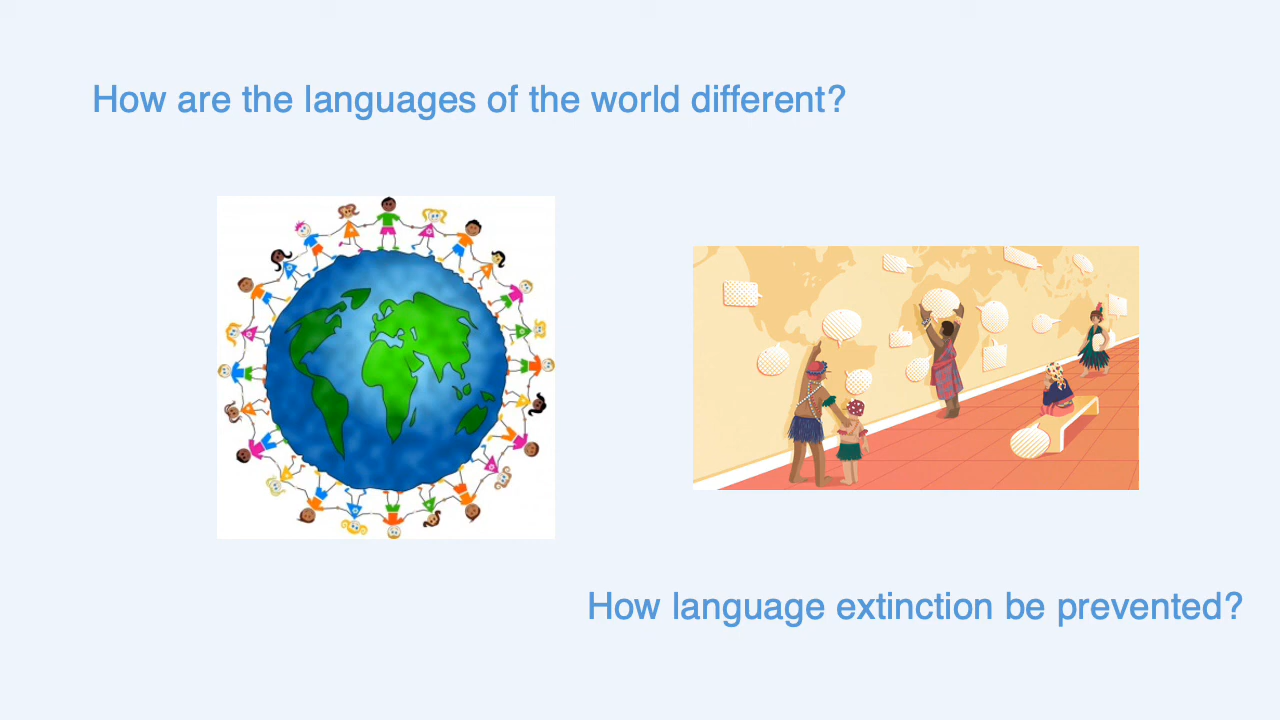 How are the languages of the world different?
How language extinction be prevented?